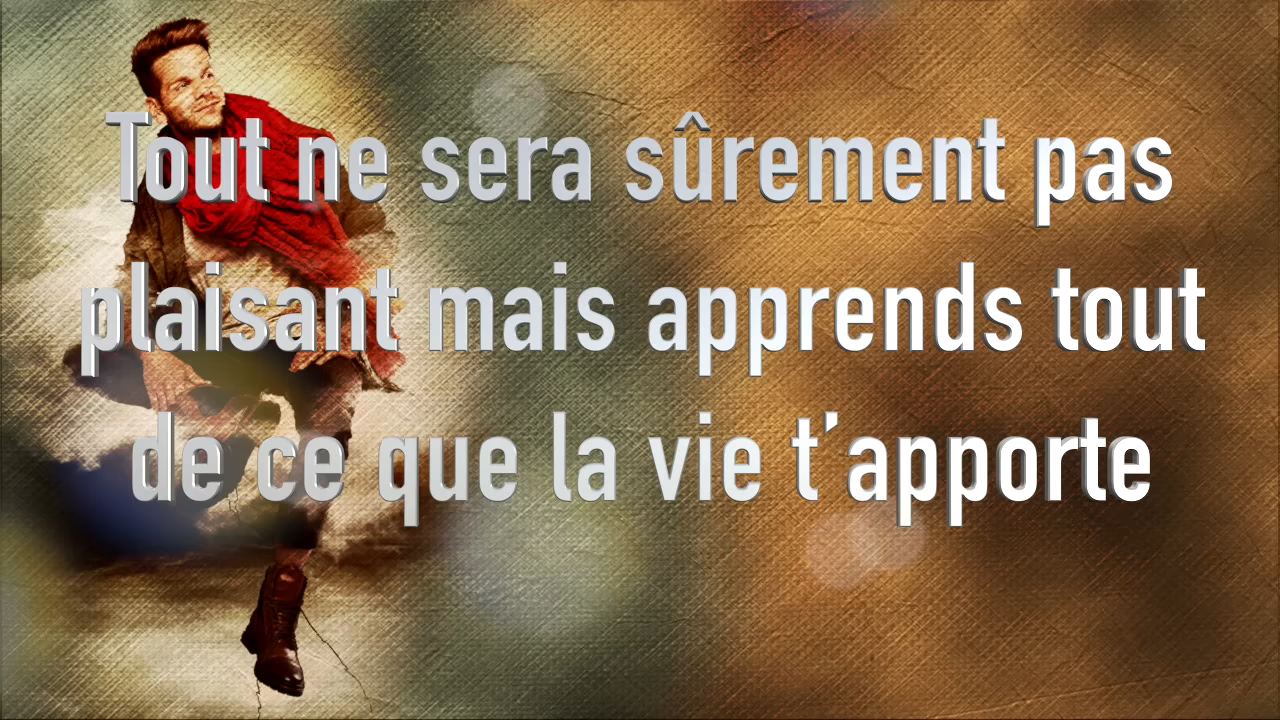 Tout ne sera sûrement pas
plaisant mais apprends tout
de ce que la vie t’apporte